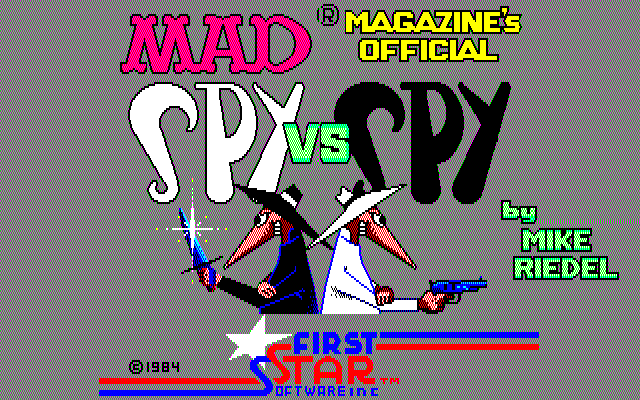 MAD® MAGAZINE's
OFFICIAL
SPY vs SPY
by
MIKE
RIEDEL
FIRST
STAR™
SOFTWARE inc
©1984